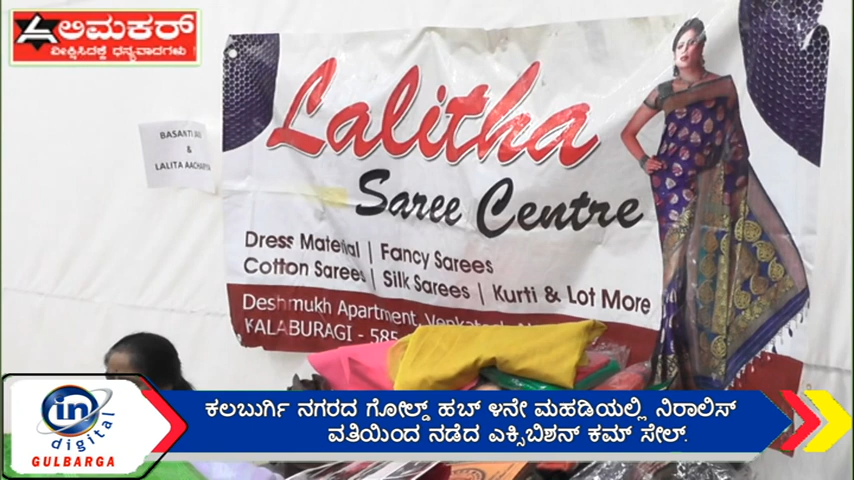 ಅಲಿಮಕರ್
ವೀಕ್ಷಿಸಿದಕ್ಕೆ ಧನ್ಯವಾದಗಳು !
BASANTI
&
LALITA AACHARYA
Lalitha
Saree Centre
Dress Material | Fancy Sarees
Cotton Sarees | Silk Sarees | Kurti & Lot More
Deshmukh Apartment,
KALABURAGI - 585
in
digital
GULBARGA
ಕಲಬುರ್ಗಿ ನಗರದ ಗೋಲ್ಡ್ ಹಬ್ ೪ನೇ ಮಹಡಿಯಲ್ಲಿ ನಿರಾಲಿಸ್
ವತಿಯಿಂದ ನಡೆದ ಎಕ್ಸಿಬಿಶನ್ ಕಮ್ ಸೇಲ್.